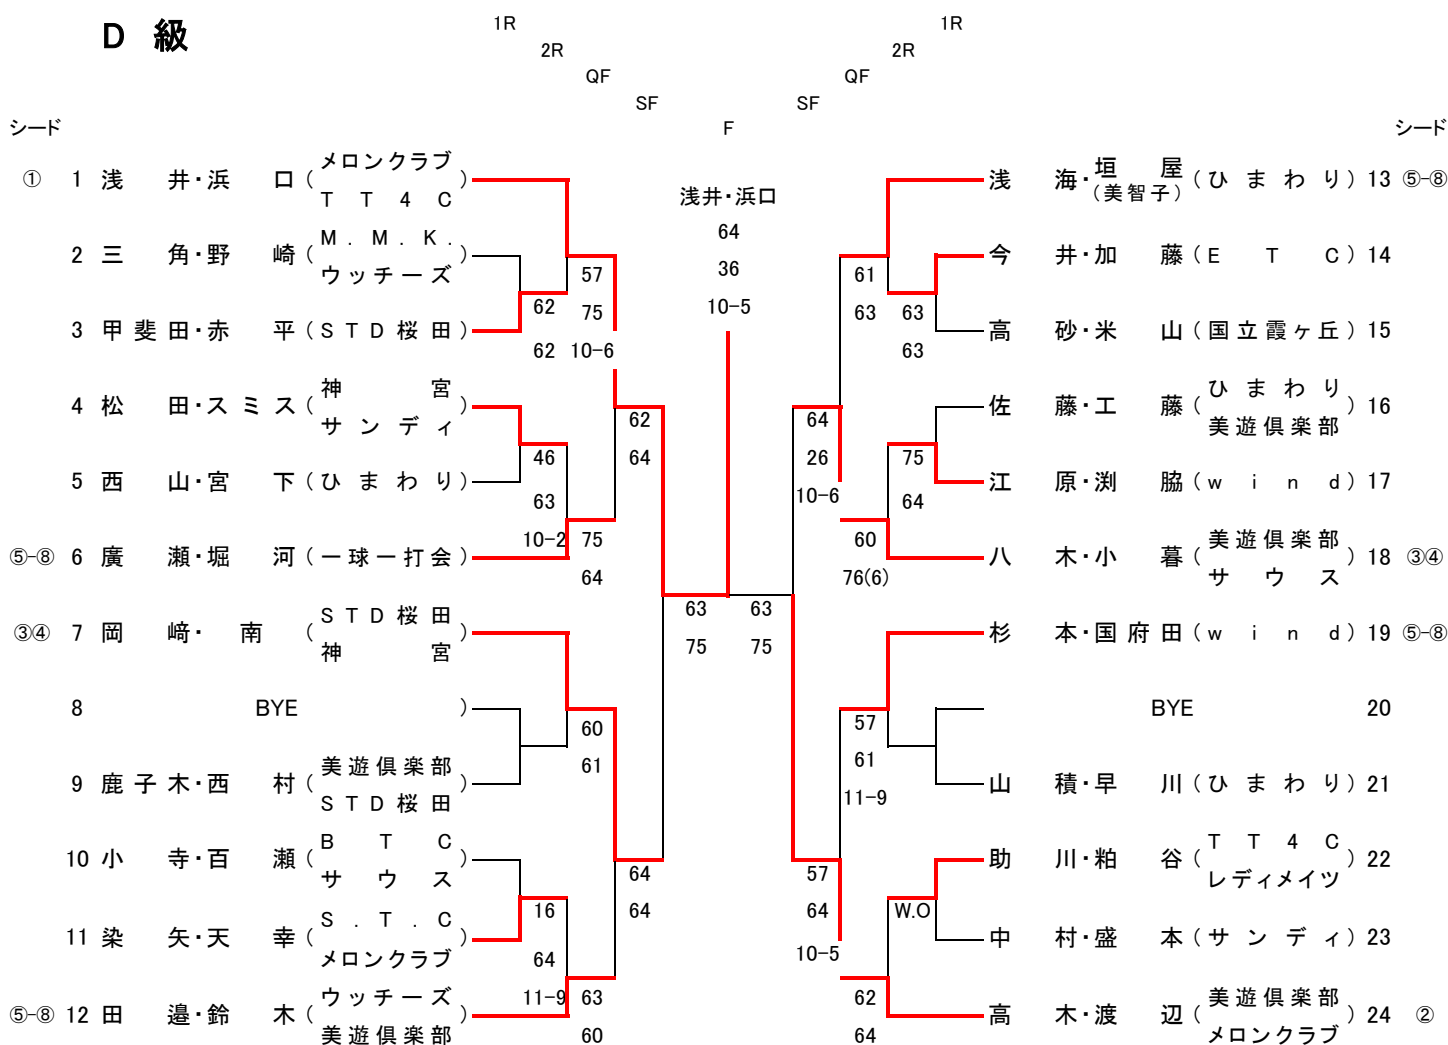 D 級
1R
2R
QF
SF
F
SF
QF
2R
1R
シード
シード
① 1 浅 井・浜 口 (メロンクラブ
TT4C)
2 三 角・野 崎 (M.M.K.
ウッチーズ)
3 甲斐田・赤 平 (STD桜田)
4 松 田・スミス (神 宮
サンディ)
5 西 山・宮 下 (ひまわり)
⑤-⑧ 6 廣 瀬・堀 河 (一球一打会)
③④ 7 岡 﨑・南 (STD桜田
神 宮)
8 BYE )
9 鹿子木・西 村 (美遊倶楽部
STD桜田)
10 小 寺・百 瀬 (BTC
サウス)
11 染 矢・天 幸 (S.T.C
メロンクラブ)
⑤-⑧ 12 田 邉・鈴 木 (ウッチーズ
美遊倶楽部)
62
62
46
63
10-2
16
64
11-9
57
75
10-6
75
64
60
61
63
60
62
64
64
64
63
75
浅井・浜口
64
36
10-5
63
75
64
26
10-6
57
64
10-5
61
63
60
76(6)
57
61
11-9
62
64
63
63
75
64
W.O
浅 海・垣 屋 (ひまわり) 13 ⑤-⑧
(美智子)
今 井・加 藤 (ETC) 14
高 砂・米 山 (国立霞ヶ丘) 15
佐 藤・工 藤 (ひまわり
美遊倶楽部) 16
江 原・渕 脇 (wind) 17
八 木・小 暮 (美遊倶楽部
サウス) 18 ③④
杉 本・国府田 (wind) 19 ⑤-⑧
BYE 20
山 積・早 川 (ひまわり) 21
助 川・粕 谷 (TT4C
レディメイツ) 22
中 村・盛 本 (サンディ) 23
高 木・渡 辺 (美遊倶楽部
メロンクラブ) 24 ②